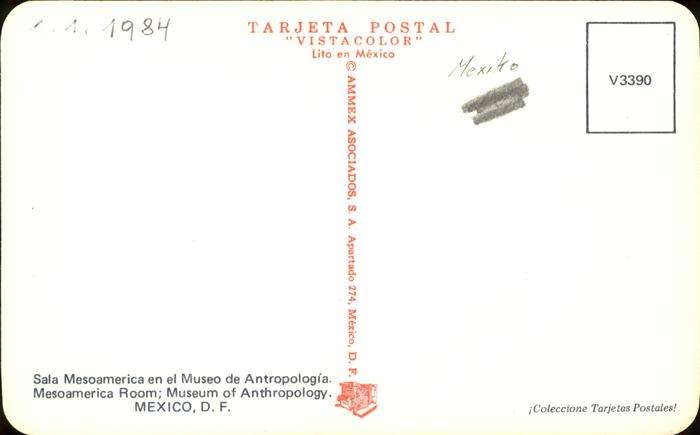 1. 1. 1984
TARJETA POSTAL
"VISTACOLOR"
Lito en México
Mexiko
V3390
© AMMEX ASOCIADOS, S. A. Apartado 274, México, D. F.
Sala Mesoamerica en el Museo de Antropología.
Mesoamerica Room; Museum of Anthropology.
MEXICO, D. F.
¡Coleccione Tarjetas Postales!